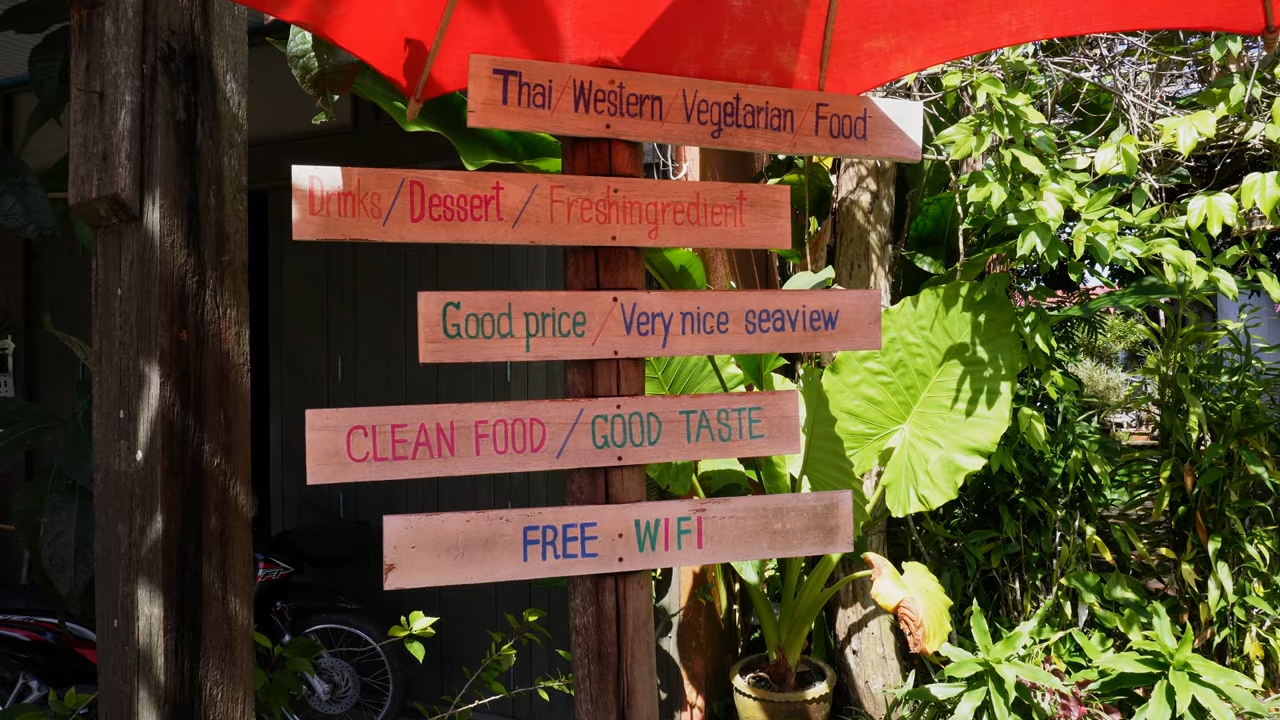 Thai/Western/Vegetarian/Food
Drinks/Dessert/Freshingredient
Good price/Very nice seaview
CLEAN FOOD/GOOD TASTE
FREE WIFI